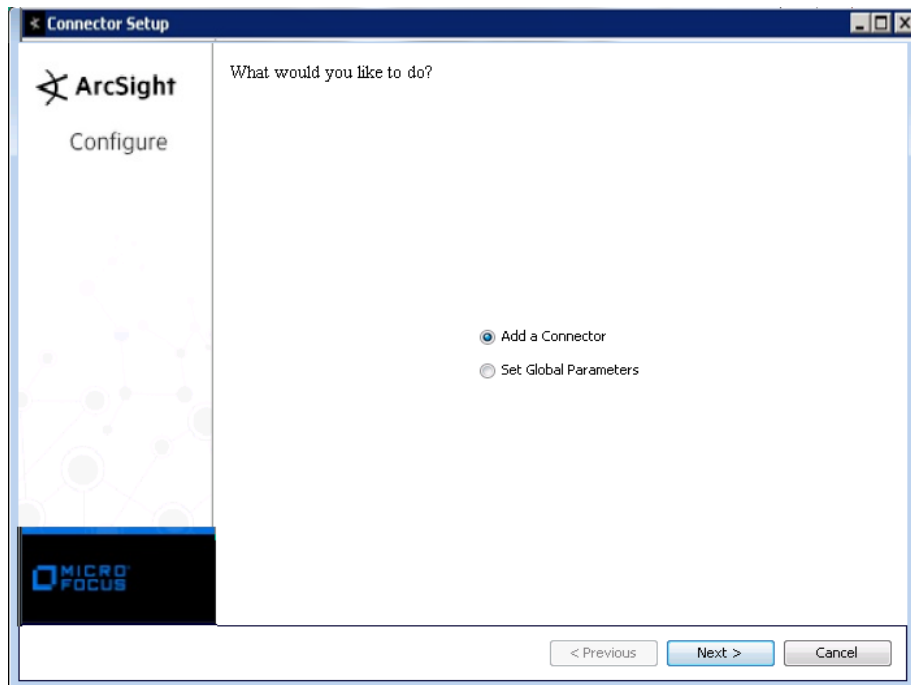 Connector Setup
ArcSight
Configure
What would you like to do?
Add a Connector
Set Global Parameters
MICRO
FOCUS
< Previous
Next >
Cancel